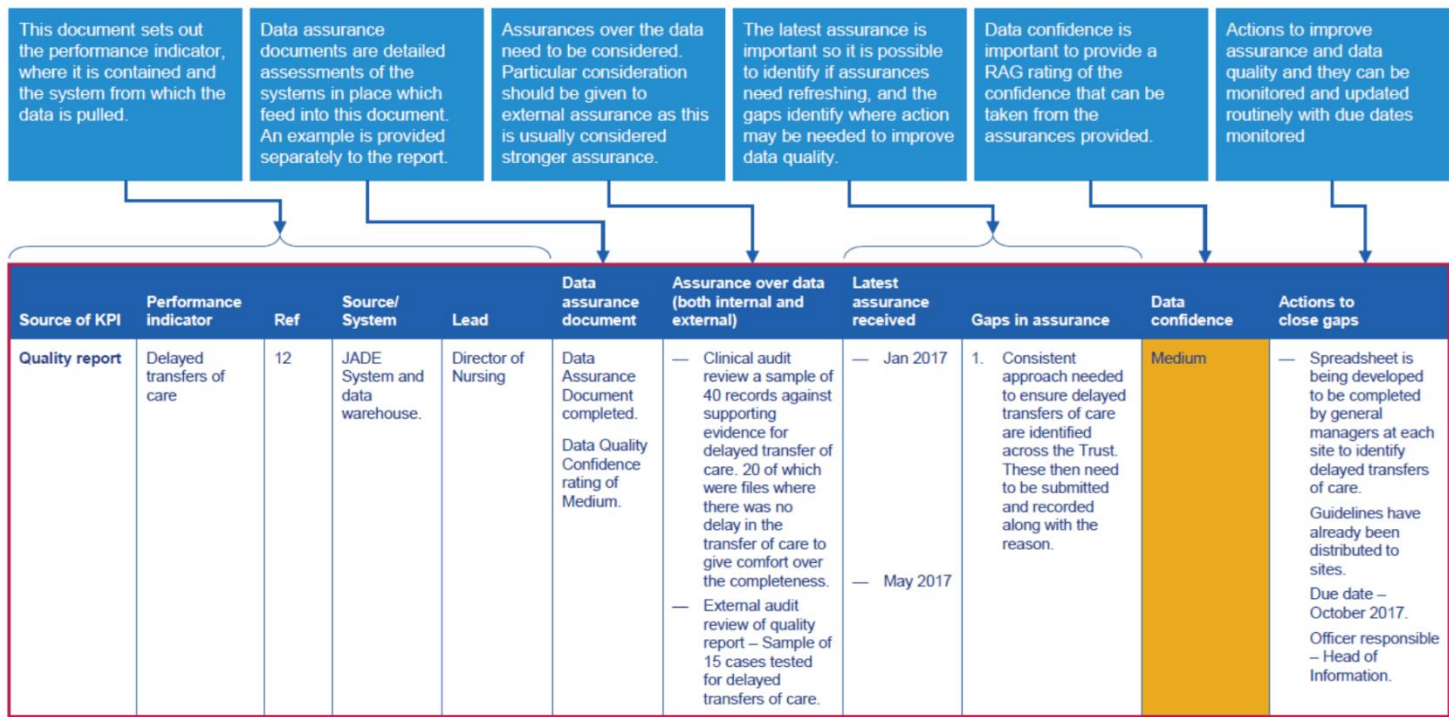 This document sets out
the performance indicator,
where it is contained and
the system from which the
data is pulled.
Data assurance
documents are detailed
assessments of the
systems in place which
feed into this document.
An example is provided
separately to the report.
Assurances over the data
need to be considered.
Particular consideration
should be given to
external assurance as this
is usually considered
stronger assurance.
The latest assurance is
important so it is possible
to identify if assurances
need refreshing, and the
gaps identify where action
may be needed to improve
data quality.
Data confidence is
important to provide a
RAG rating of the
confidence that can be
taken from the
assurances provided.
Actions to improve
assurance and data
quality and they can be
monitored and updated
routinely with due dates
monitored
Source of KPI
Performance
indicator
Ref
Source/
System
Lead
Data
assurance
document
Assurance over data
(both internal and
external)
Latest
assurance
received
Gaps in assurance
Data
confidence
Actions to
close gaps
Quality report
Delayed
transfers of
care
12
JADE
System and
data
warehouse.
Director of
Nursing
Data
Assurance
Document
completed.
Data Quality
Confidence
rating of
Medium.
— Clinical audit
review a sample of
40 records against
supporting
evidence for
delayed transfer of
care. 20 of which
were files where
there was no
delay in the
transfer of care to
give comfort over
the completeness.
— External audit
review of quality
report – Sample of
15 cases tested
for delayed
transfers of care.
— Jan 2017
— May 2017
1. Consistent
approach needed
to ensure delayed
transfers of care
are identified
across the Trust.
These then need
to be submitted
and recorded
along with the
reason.
Medium
— Spreadsheet is
being developed
to be completed
by general
managers at each
site to identify
delayed transfers
of care.
Guidelines have
already been
distributed to
sites.
Due date –
October 2017.
Officer responsible
– Head of
Information.